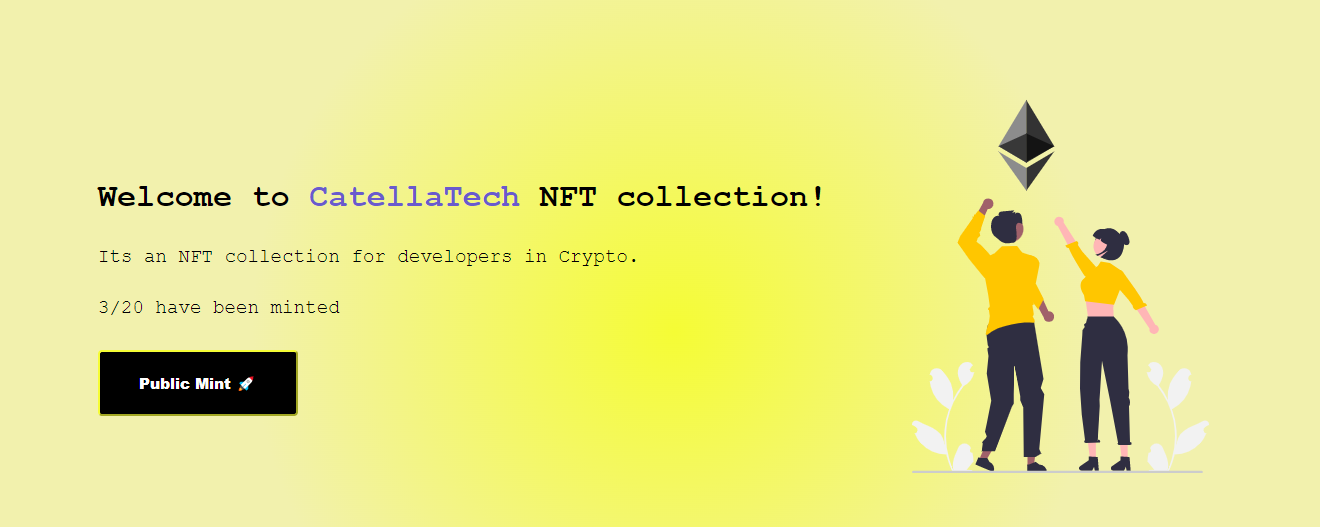 Welcome to CatellaTech NFT collection!
Its an NFT collection for developers in Crypto.
3/20 have been minted
Public Mint 🚀